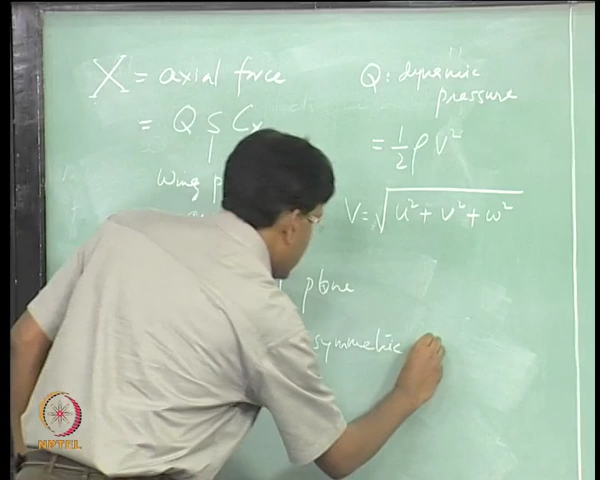 X = axial force
= Q S Cx
Wing p
Q: dynamic
pressure
= 1/2 ρ V²
V = √u² + v² + w²
plane
symmetric
NPTEL